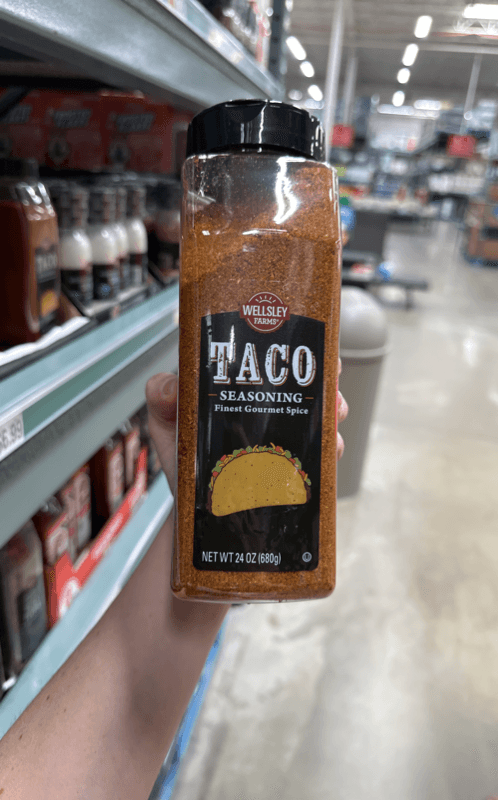 WELLSLEY
FARMS®
TACO
SEASONING
Finest Gourmet Spice
NET WT 24 OZ (680g)